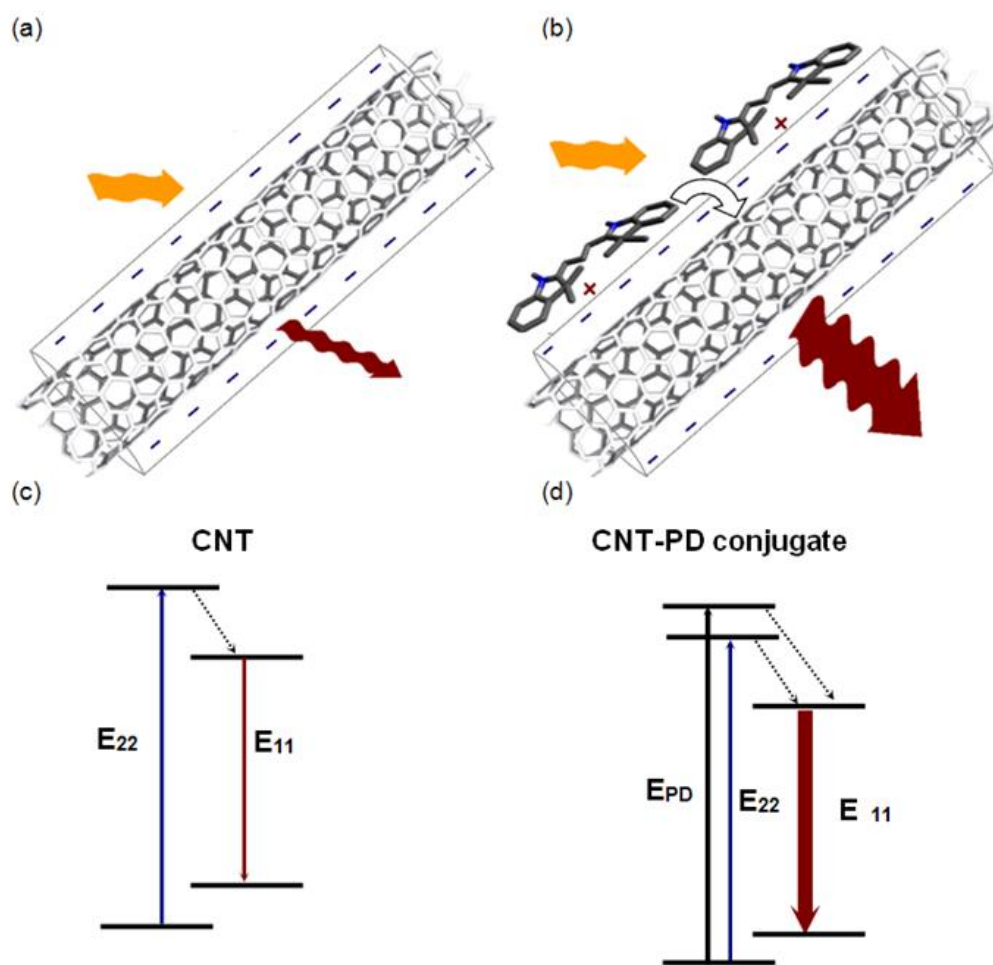 (a)
(b)
(c)
(d)
CNT
CNT-PD conjugate
E22
E11
EPD
E22
E 11